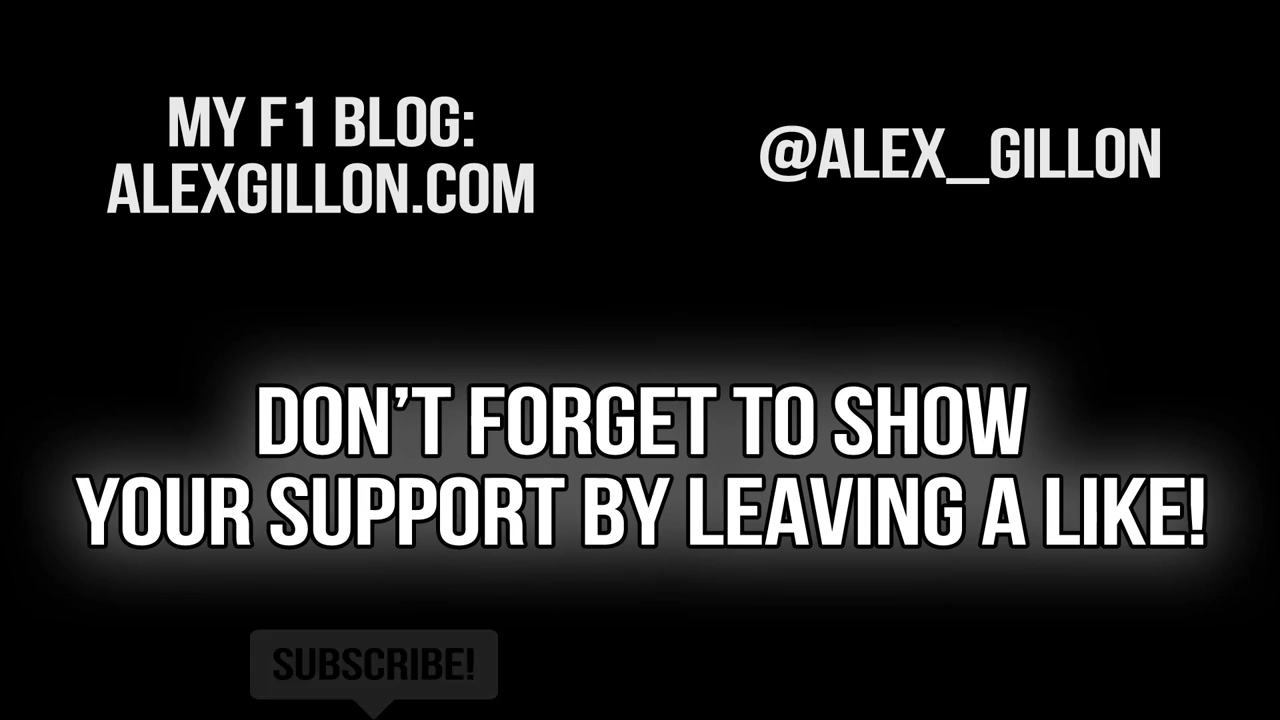 MY F1 BLOG:
ALEXGILLON.COM
@ALEX_GILLON
DON'T FORGET TO SHOW
YOUR SUPPORT BY LEAVING A LIKE!
SUBSCRIBE!